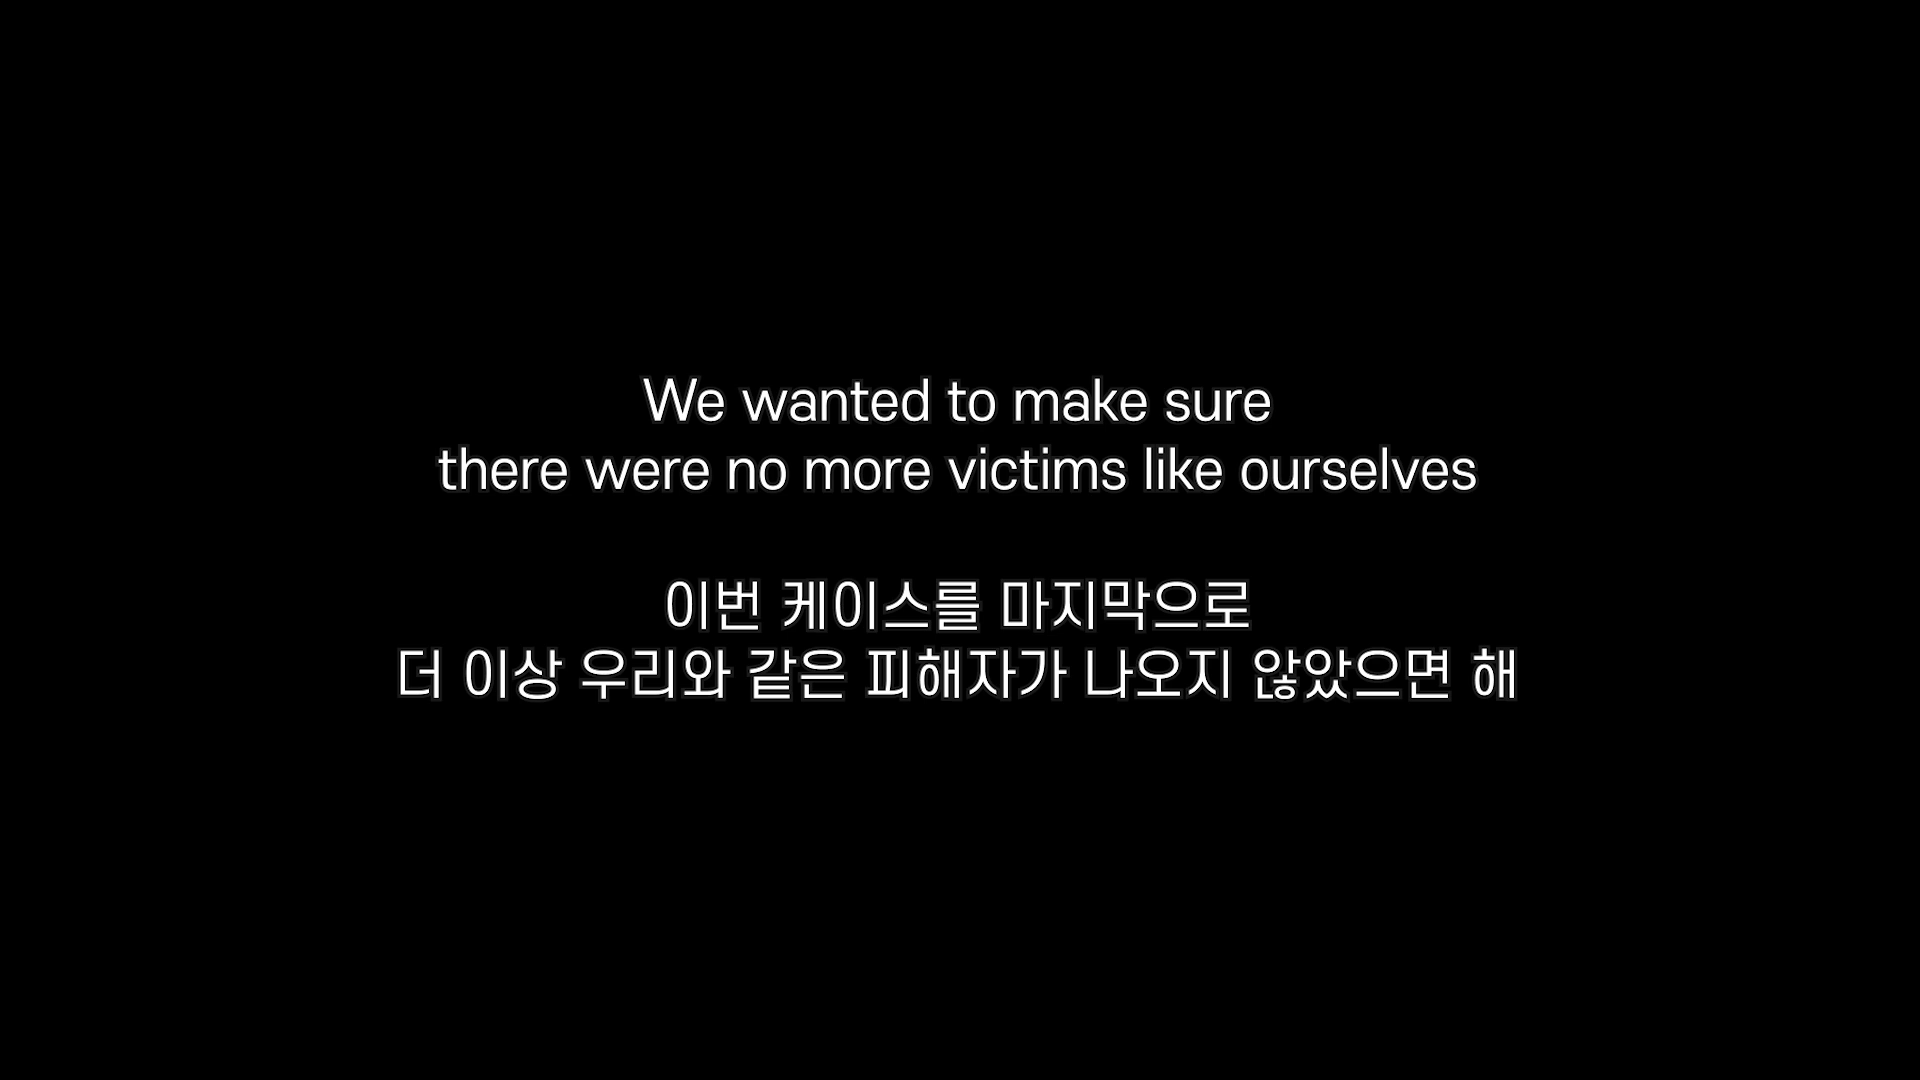 We wanted to make sure
there were no more victims like ourselves
이번 케이스를 마지막으로
더 이상 우리와 같은 피해자가 나오지 않았으면 해